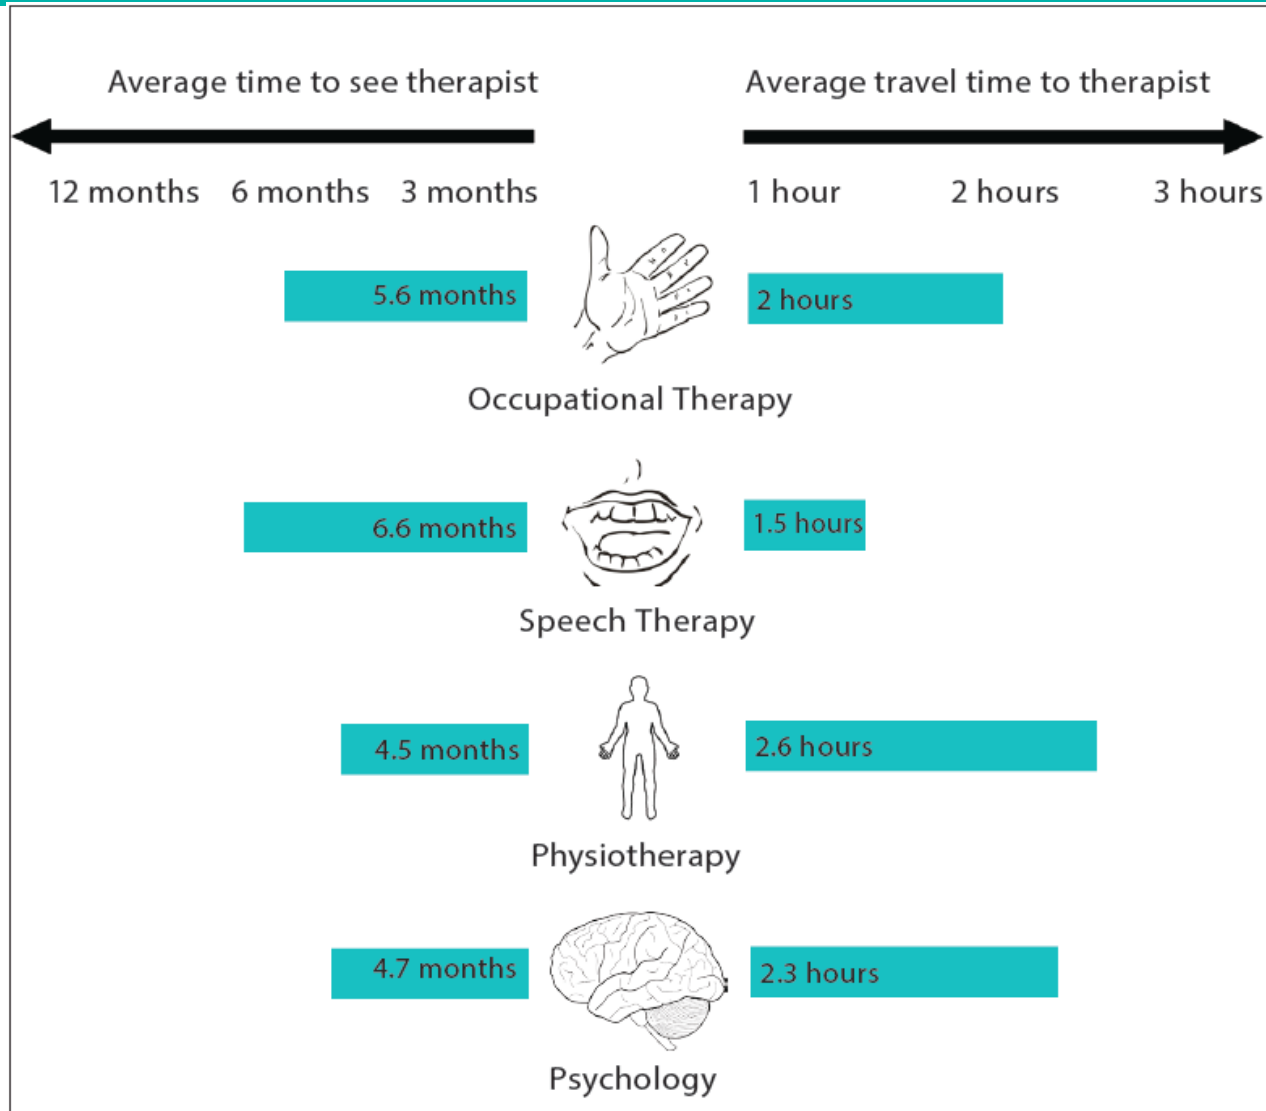 Average time to see therapist
Average travel time to therapist
12 months 6 months 3 months
1 hour 2 hours 3 hours
5.6 months
2 hours
Occupational Therapy
6.6 months
1.5 hours
Speech Therapy
4.5 months
2.6 hours
Physiotherapy
4.7 months
2.3 hours
Psychology